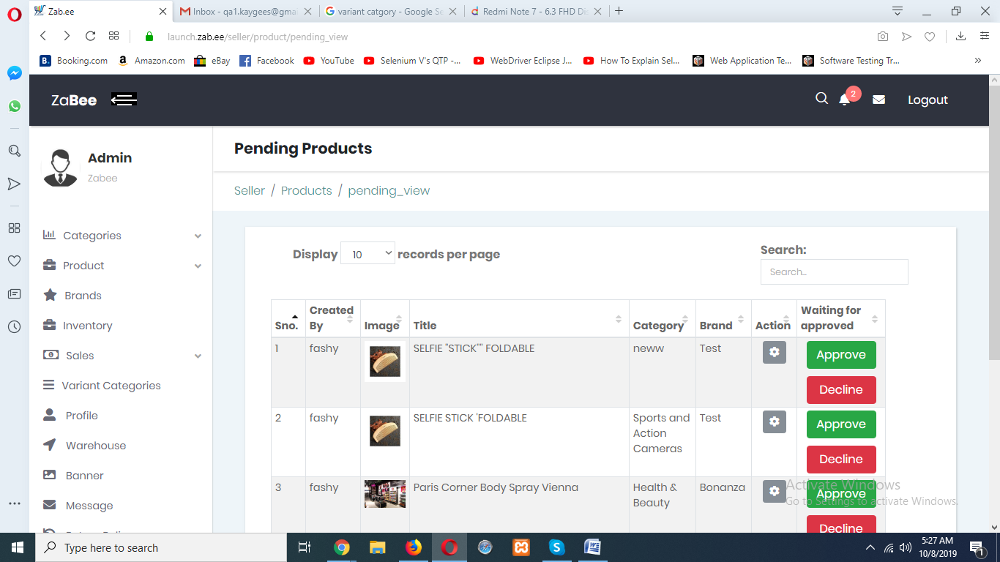 Zab.ee
Inbox - qa1.kaygees@gma
variant catgory - Google Se
Redmi Note 7 - 6.3 FHD Dis
launch.zab.ee/seller/product/pending_view
Booking.com
Amazon.com
eBay
Facebook
YouTube
Selenium V's QTP -...
WebDriver Eclipse J...
How To Explain Sel...
Web Application Te...
Software Testing Tr...
ZaBee
2
Logout
Admin
Zabee
Pending Products
Seller / Products / pending_view
Categories
Product
Brands
Inventory
Sales
Variant Categories
Profile
Warehouse
Banner
Message
Display 10 records per page
Search:
Search...
Sno.
Created
By
Image
Title
Category
Brand
Action
Waiting for
approved
1
fashy
SELFIE "STICK"" FOLDABLE
neww
Test
Approve
Decline
2
fashy
SELFIE STICK 'FOLDABLE
Sports and
Action
Cameras
Test
Approve
Decline
3
fashy
Paris Corner Body Spray Vienna
Health &
Beauty
Bonanza
Approve
Decline
Activate Windows
Go to Settings to activate Windows.
Type here to search
5:27 AM
10/8/2019
1